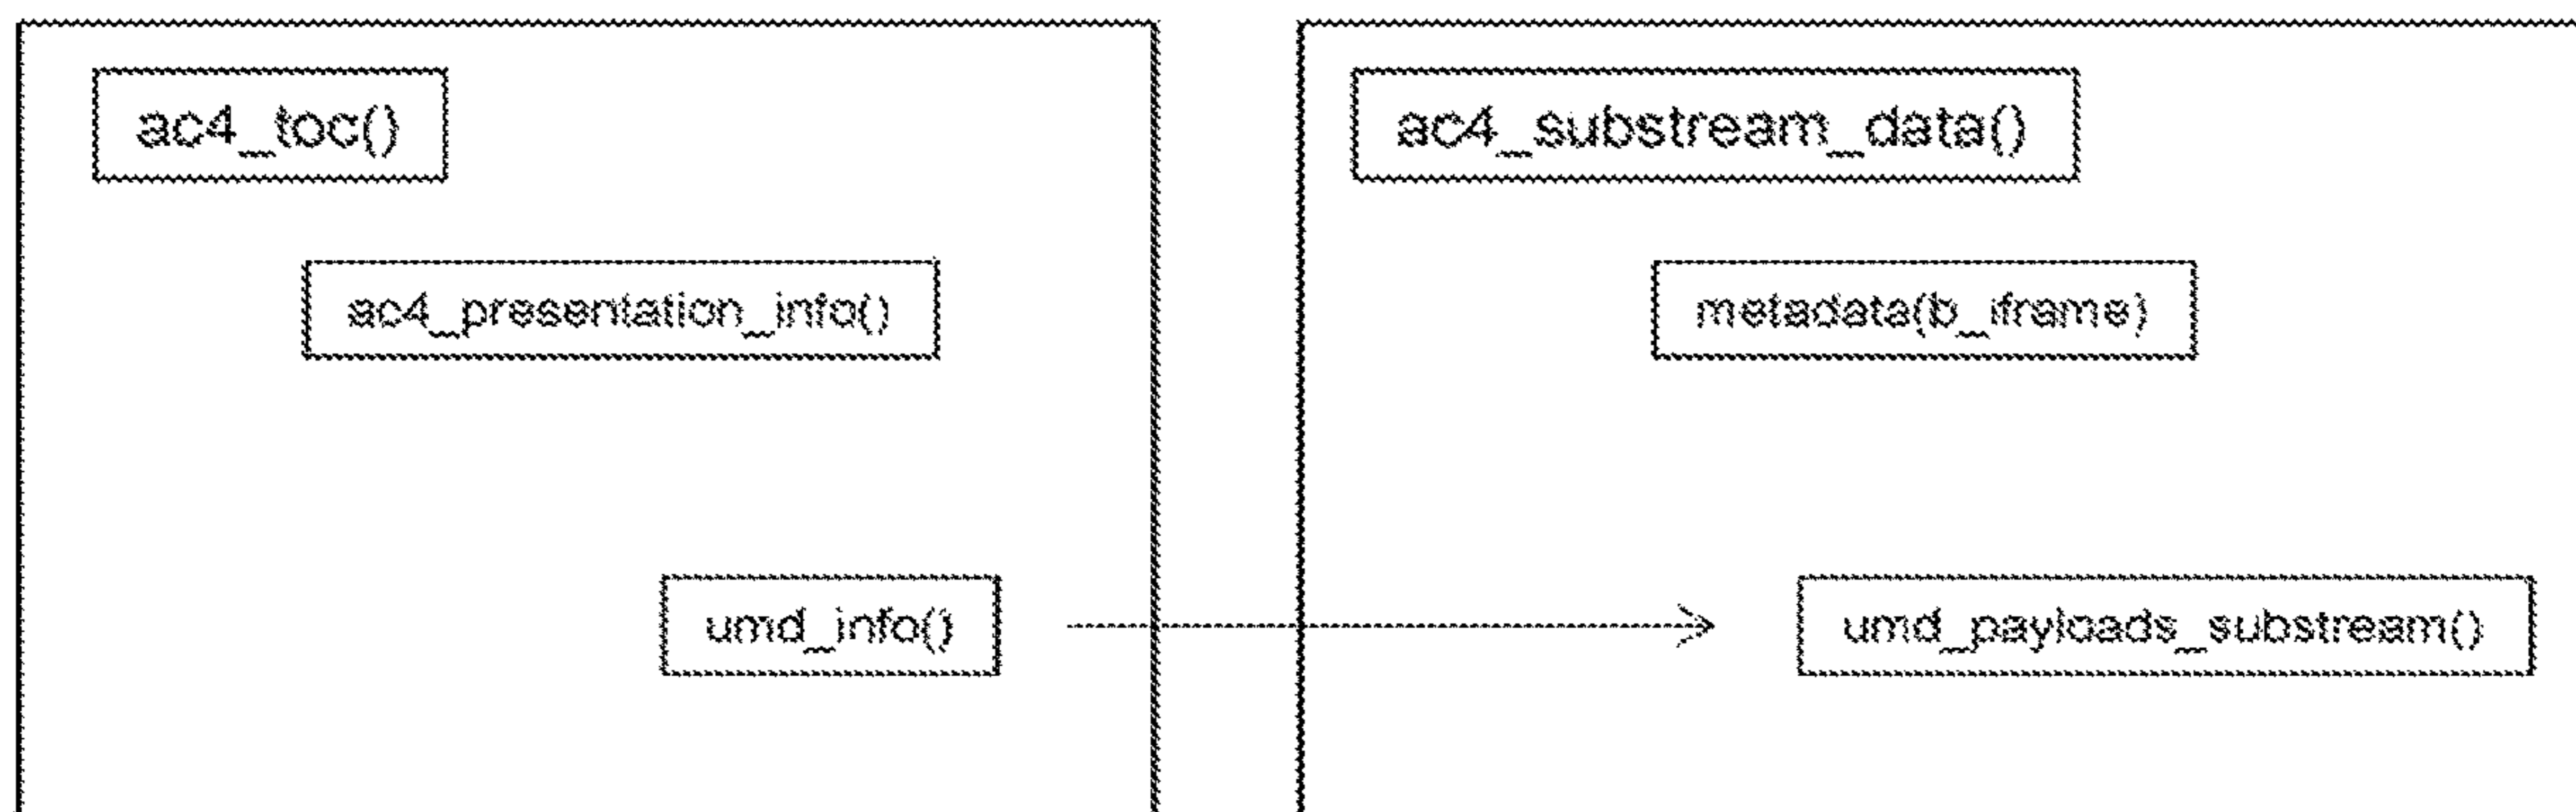 ac4_toc()
ac4_presentation_info()
umd_info()
ac4_substream_data()
metadata(b_iframe)
umd_payloads_substream()